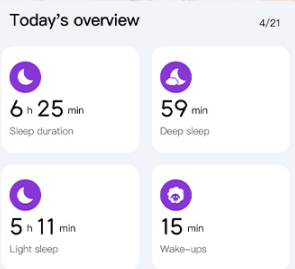 Today's overview 4/21
6 h 25 min
Sleep duration
59 min
Deep sleep
5 h 11 min
Light sleep
15 min
Wake-ups